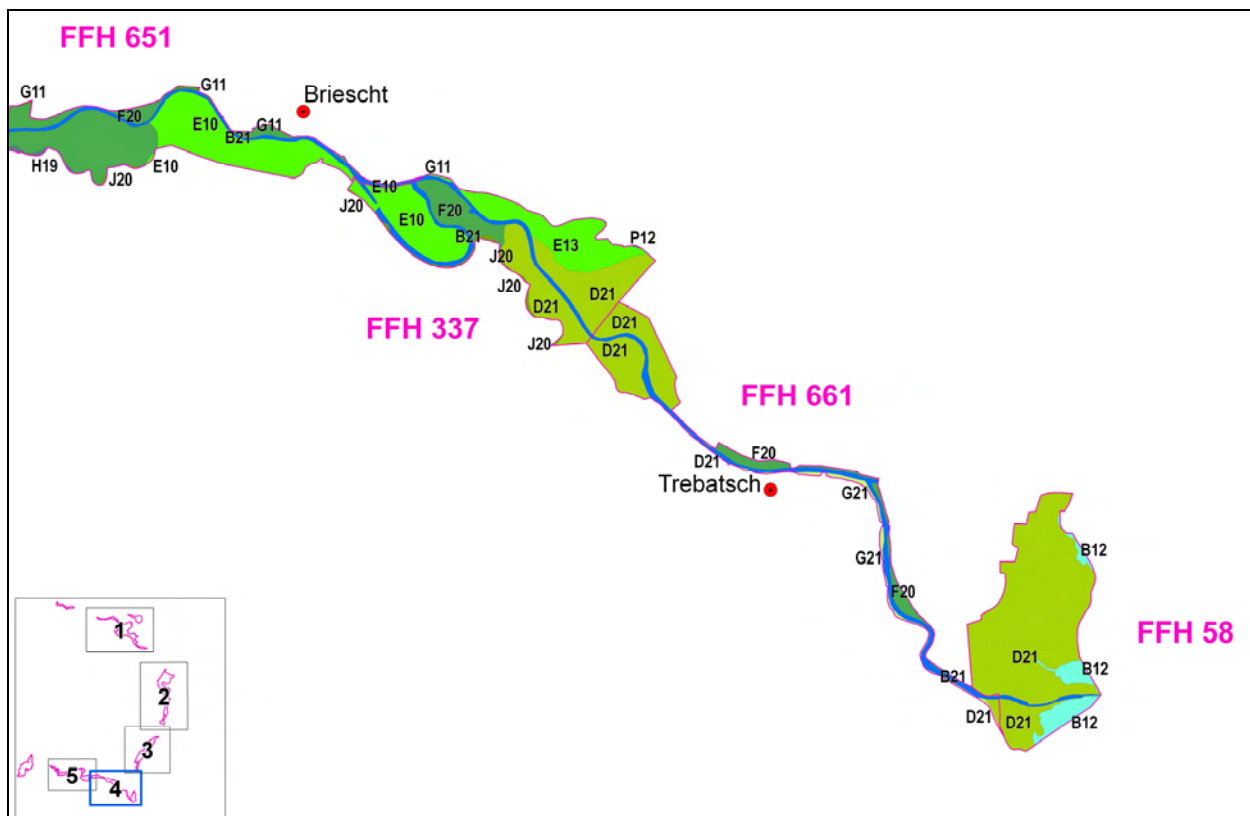 FFH 651
G11
G11
Briescht
F20
E10
B21
G11
H19
J20
E10
G11
E10
J20
E10
F20
B21
J20
E13
P12
J20
D21
D21
D21
D21
J20
FFH 337
FFH 661
F20
D21
Trebatsch
G21
G21
B12
F20
FFH 58
D21
B12
B21
D21
D21
B12
1
2
3
5
4